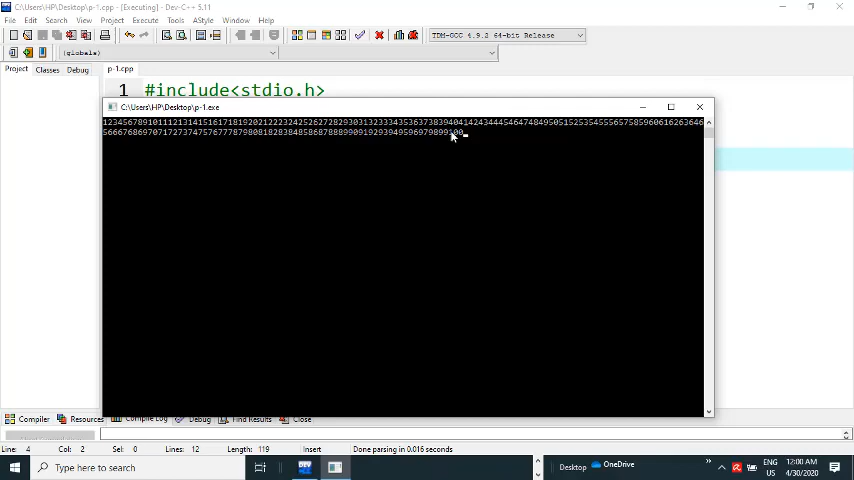 C:\Users\HP\Desktop\p-1.cpp - [Executing] - Dev-C++ 5.11
File Edit Search View Project Execute Tools AStyle Window Help
TDM-GCC 4.9.2 64-bit Release
(globals)
Project Classes Debug p-1.cpp
1 #include<stdio.h>
C:\Users\HP\Desktop\p-1.exe
123456789101112131415161718192021222324252627282930313233343536373839404142434445464748495051525354555657585960616263646
566676869707172737475767778798081828384858687888990919293949596979899100
Compiler Resources Compile Log Debug Find Results Close
Line: 4 Col: 2 Sel: 0 Lines: 12 Length: 119 Insert Done parsing in 0.016 seconds
Type here to search Desktop OneDrive » ENG US 12:00 AM 4/30/2020